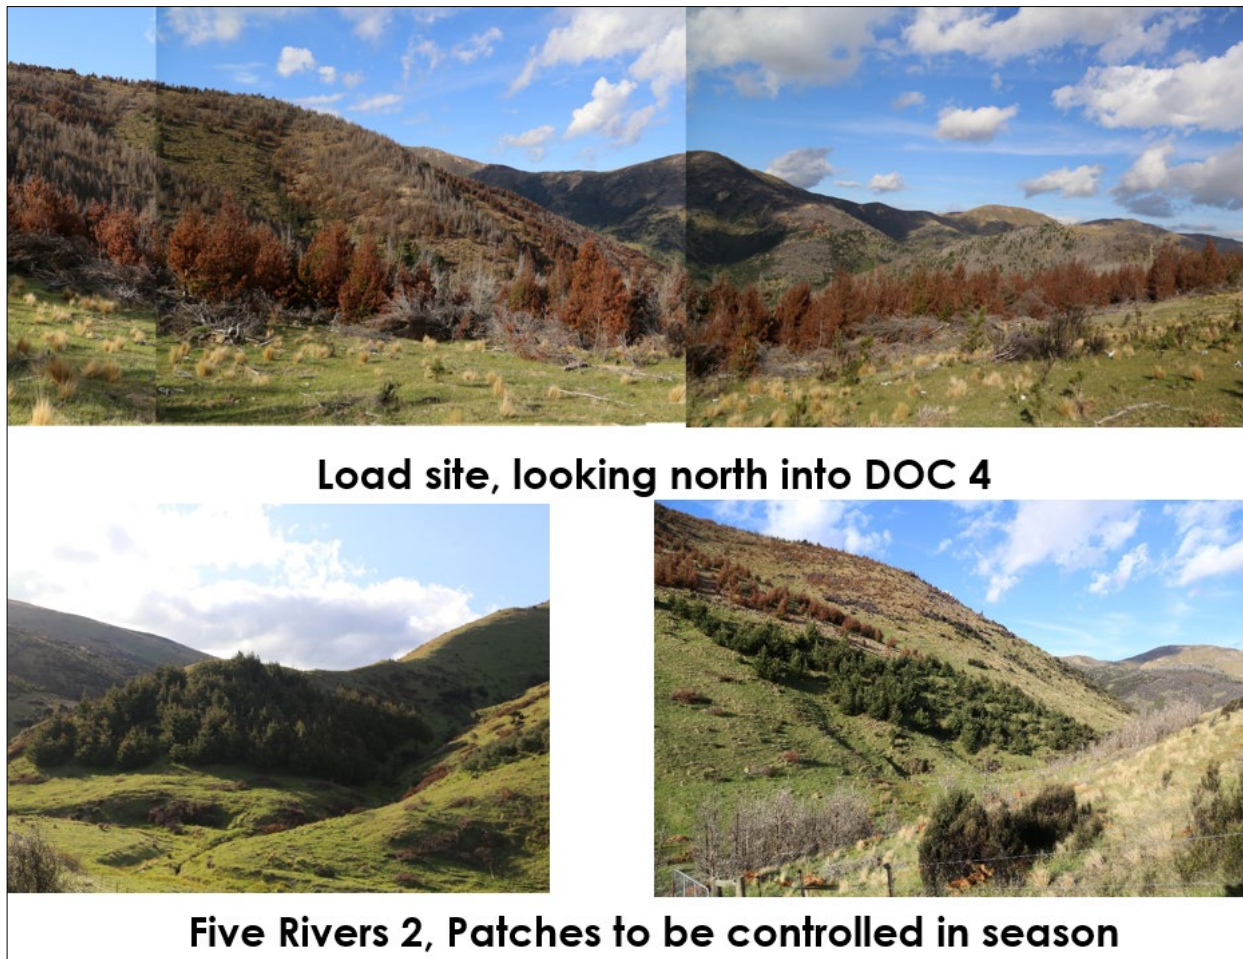 Load site, looking north into DOC 4
Five Rivers 2, Patches to be controlled in season